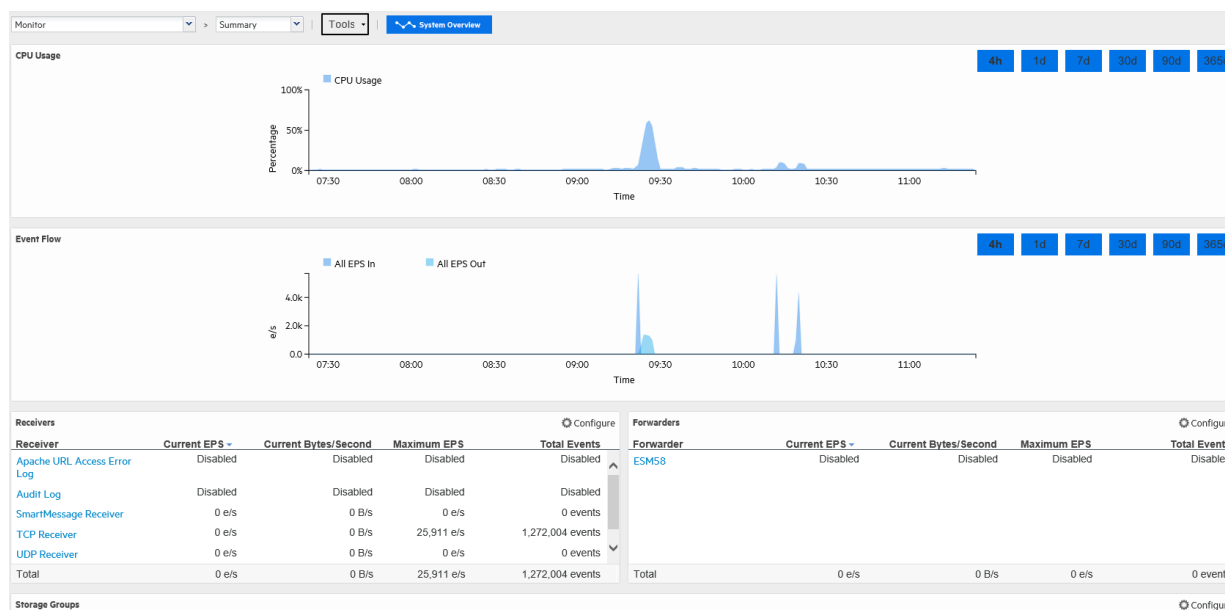 Monitor > Summary | Tools | System Overview
CPU Usage
4h 1d 7d 30d 90d
CPU Usage
100%
50%
0%
Percentage
07:30 08:00 08:30 09:00 09:30 10:00 10:30 11:00
Time
Event Flow
4h 1d 7d 30d 90d
All EPS In All EPS Out
4.0k
2.0k
0.0
e/s
07:30 08:00 08:30 09:00 09:30 10:00 10:30 11:00
Time
Receivers Configure
Receiver Current EPS Current Bytes/Second Maximum EPS Total Events
Apache URL Access Error Disabled Disabled Disabled Disabled
Log
Audit Log Disabled Disabled Disabled Disabled
SmartMessage Receiver 0 e/s 0 B/s 0 e/s 0 events
TCP Receiver 0 e/s 0 B/s 25,911 e/s 1,272,004 events
UDP Receiver 0 e/s 0 B/s 0 e/s 0 events
Total 0 e/s 0 B/s 25,911 e/s 1,272,004 events
Forwarders
Forwarder Current EPS Current Bytes/Second Maximum EPS Total Event
ESM58 Disabled Disabled Disabled Disable
Total 0 e/s 0 B/s 0 e/s 0 event
Storage Groups